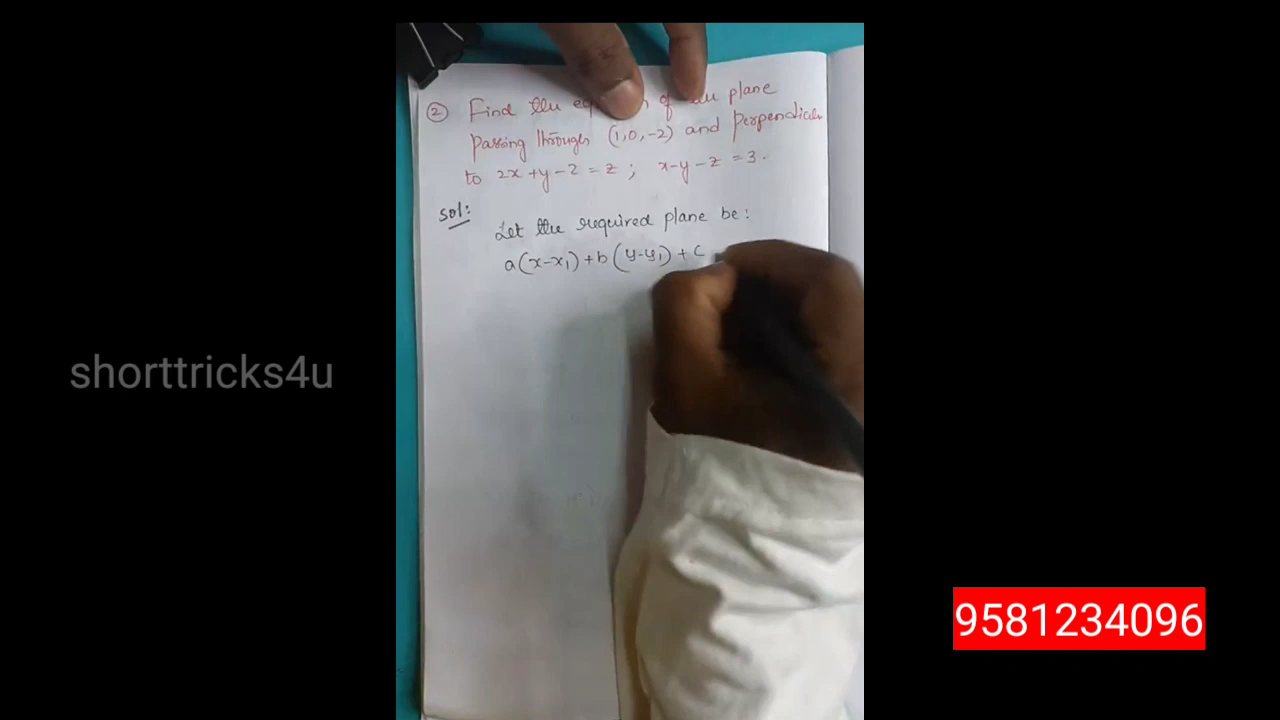 ② Find the of plane
passing through (1,0,-2) and perpendicular
to 2x+y-2=z; x-y-z=3.
Sol:
Let the required plane be:
a(x-x₁)+b(y-y₁)+c
shorttricks4u
9581234096